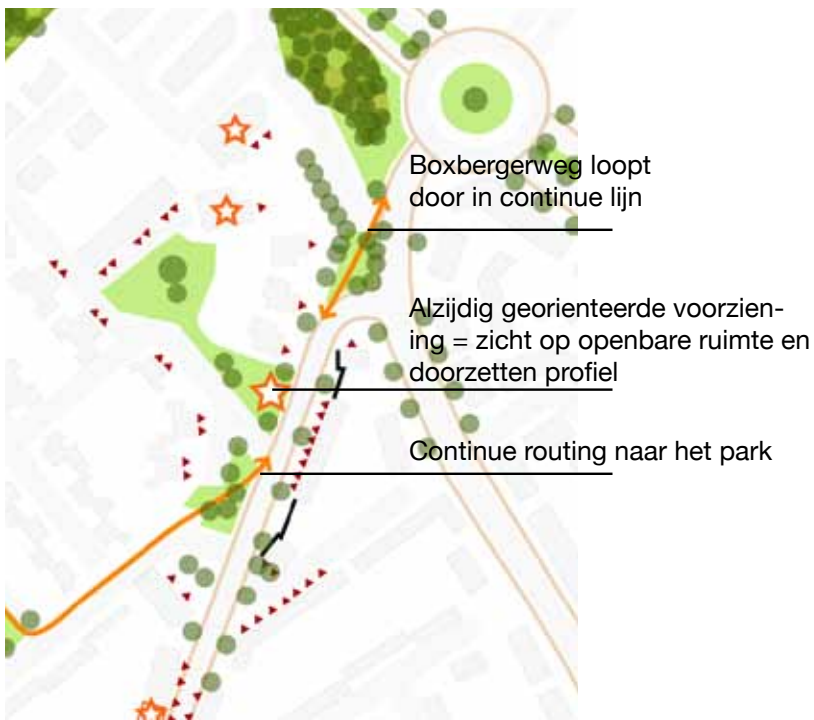 Boxbergerweg loopt
door in continue lijn
Alzijdig georienteerde voorzien-
ing = zicht op openbare ruimte en
doorzetten profiel
Continue routing naar het park